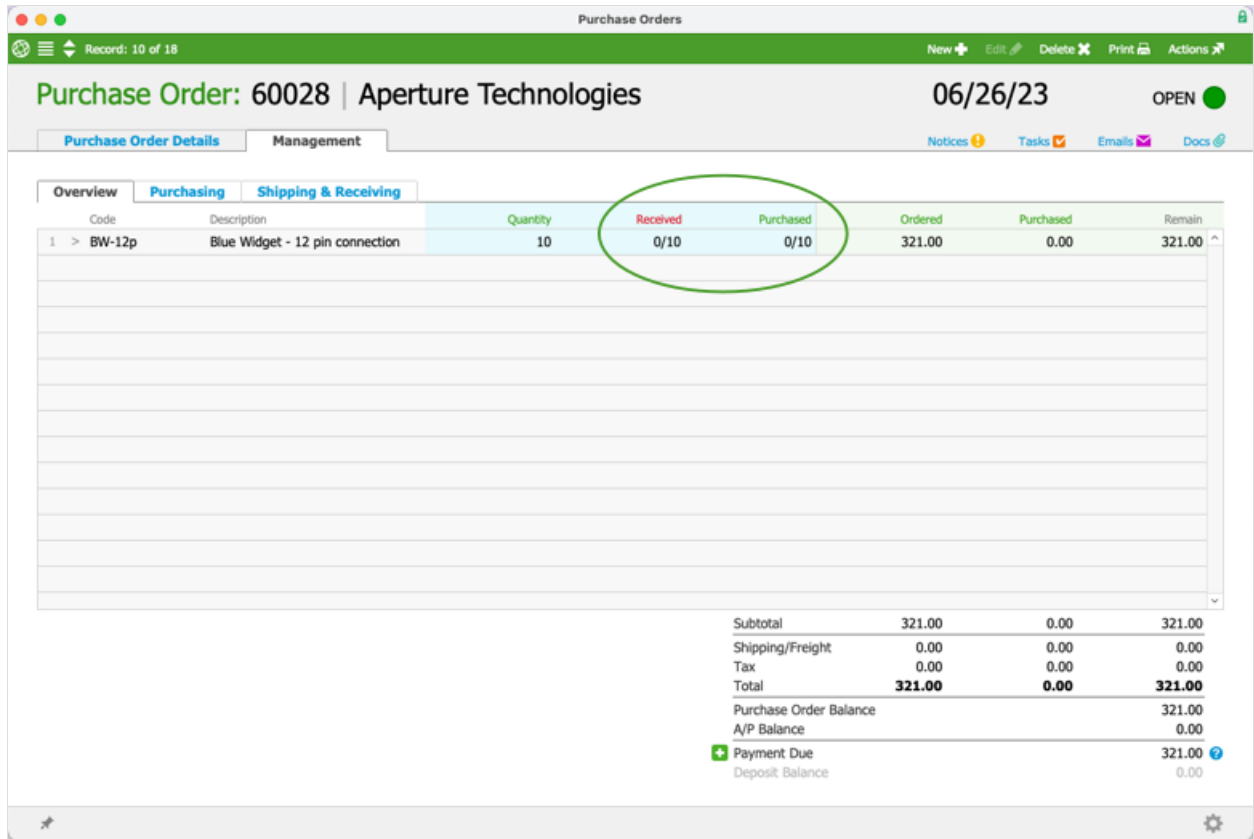 Purchase Orders
Record: 10 of 18 New Edit Delete Print Actions
Purchase Order: 60028 | Aperture Technologies 06/26/23 OPEN
Purchase Order Details Management Notices Tasks Emails Docs
Overview Purchasing Shipping & Receiving
Code Description Quantity Received Purchased Ordered Purchased Remain
1 > BW-12p Blue Widget - 12 pin connection 10 0/10 0/10 321.00 0.00 321.00
Subtotal 321.00 0.00 321.00
Shipping/Freight 0.00 0.00 0.00
Tax 0.00 0.00 0.00
Total 321.00 0.00 321.00
Purchase Order Balance 321.00
A/P Balance 0.00
Payment Due 321.00
Deposit Balance 0.00